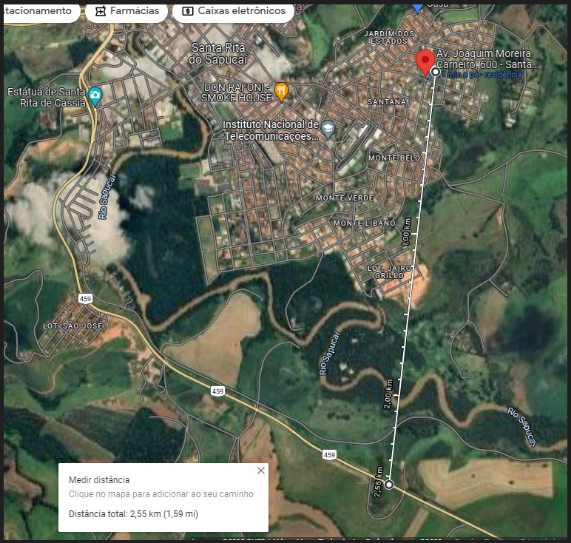 tacionamento
Farmácias
Caixas eletrônicos
JARDIM DOS
ESTADOS
Santa Rita
do Sapucaí
Av. Joaquim Moreira
Carneiro, 600 - Santa...
Estátua de Santa
Rita de Cássia
DON RAFONI -
SMOKE HOUSE
SANTANA
Instituto Nacional de
Telecomunicações...
MONTE BELO
Rio Sapucaí
MONTE VERDE
MONTE LÍBANO
1,00 km
LOT. JAIRO
GRILLO
459
LOT. SÃO JOSÉ
Rio Sapucaí
459
2,00 km
Rio Sapucaí
459
2,55 km
Medir distância
Clique no mapa para adicionar ao seu caminho
Distância total: 2,55 km (1,59 mi)